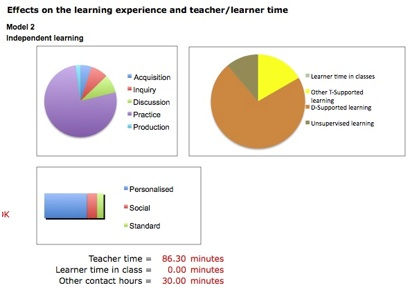 Effects on the learning experience and teacher/learner time
Model 2
Independent learning
Acquisition
Inquiry
Discussion
Practice
Production
Learner time in classes
Other T-Supported
learning
D-Supported learning
Unsupervised learning
Personalised
Social
Standard
IK
Teacher time = 86.30 minutes
Learner time in class = 0.00 minutes
Other contact hours = 30.00 minutes